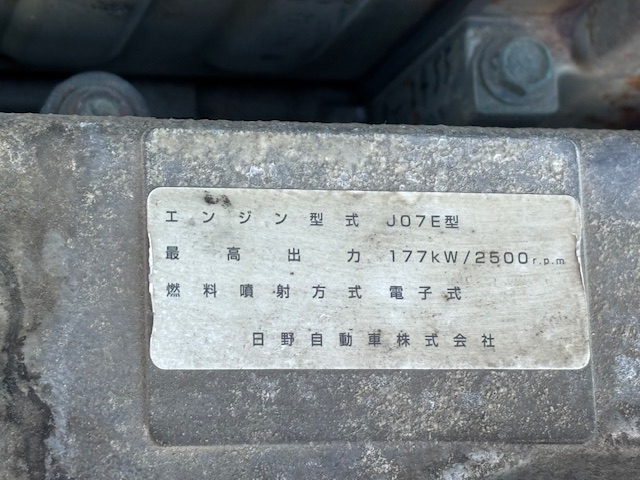 エンジン型式 J07E型
最高出力 177kW/2500r.p.m
燃料噴射方式 電子式
日野自動車株式会社